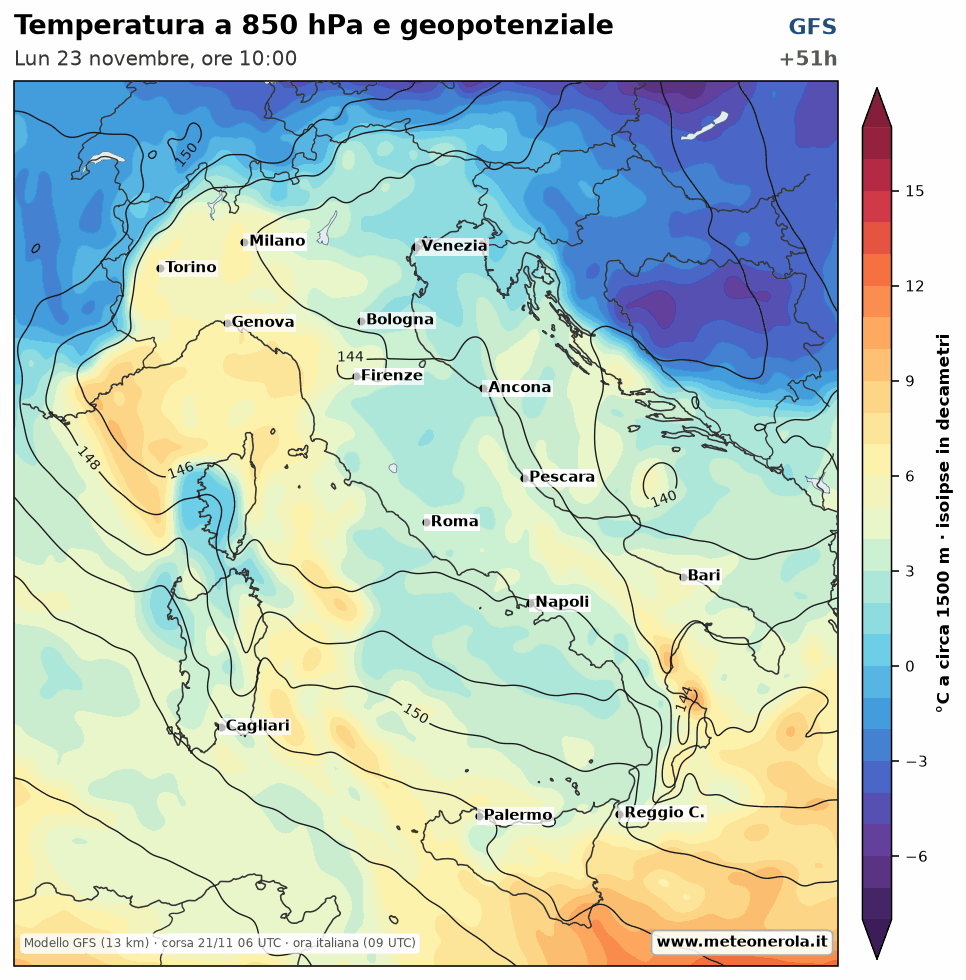 Temperatura a 850 hPa e geopotenziale
GFS
Lun 23 novembre, ore 10:00
+51h
150
Milano
Venezia
Torino
Genova
Bologna
144
Firenze
Ancona
148
146
Pescara
140
Roma
Bari
Napoli
144
150
Cagliari
Palermo
Reggio C.
Modello GFS (13 km) · corsa 21/11 06 UTC · ora italiana (09 UTC)
www.meteonerola.it
15
12
9
6
3
0
−3
−6
°C a circa 1500 m · isoipse in decametri